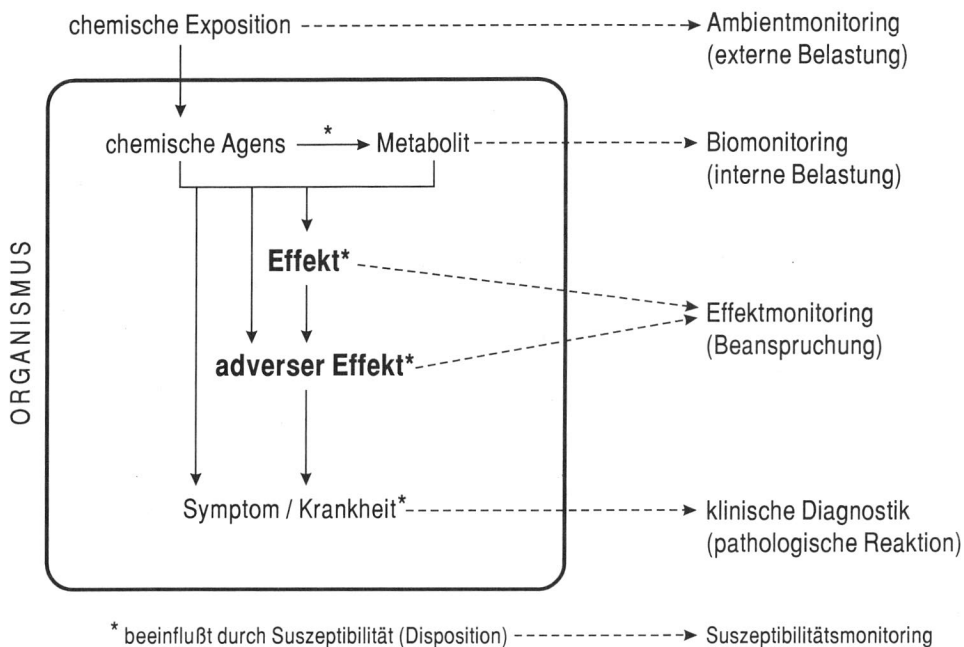 chemische Exposition
Ambientmonitoring
(externe Belastung)
chemische Agens
*
Metabolit
Biomonitoring
(interne Belastung)
ORGANISMUS
Effekt*
Effektmonitoring
(Beanspruchung)
adverser Effekt*
Symptom / Krankheit*
klinische Diagnostik
(pathologische Reaktion)
* beeinflußt durch Suszeptibilität (Disposition)
Suszeptibilitätsmonitoring